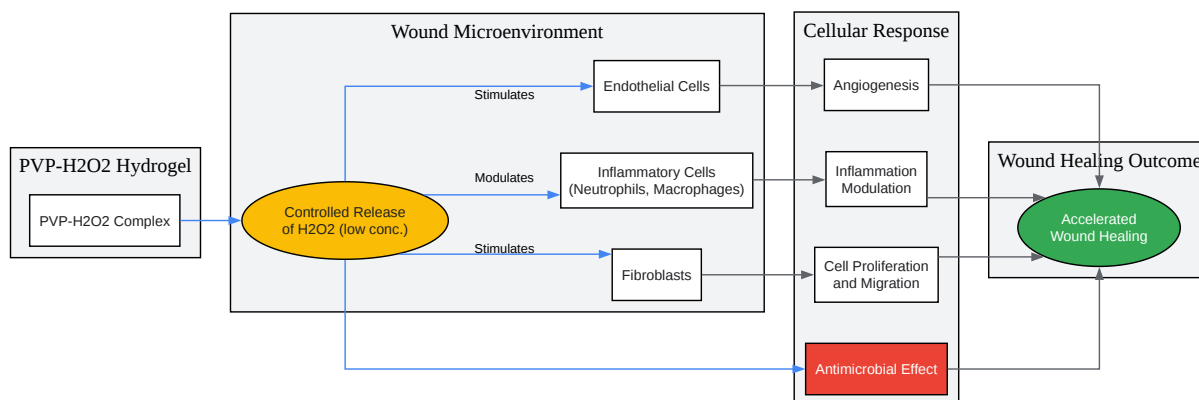 Wound Microenvironment
Cellular Response
Endothelial Cells
Angiogenesis
Stimulates
PVP-H2O2 Hydrogel
Wound Healing Outcome
Inflammatory Cells
(Neutrophils, Macrophages)
Modulates
Inflammation
Modulation
PVP-H2O2 Complex
Controlled Release
of H2O2 (low conc.)
Accelerated
Wound Healing
Stimulates
Fibroblasts
Cell Proliferation
and Migration
Antimicrobial Effect